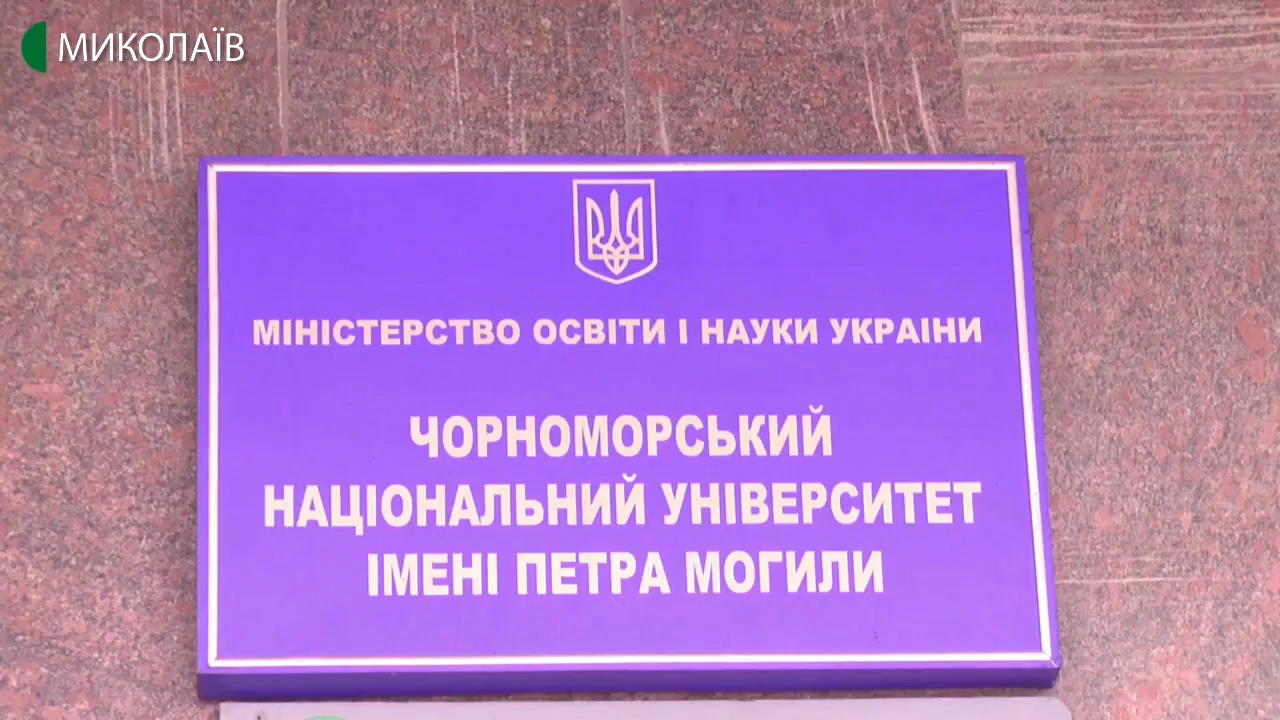 МИКОЛАЇВ
МІНІСТЕРСТВО ОСВІТИ І НАУКИ УКРАЇНИ
ЧОРНОМОРСЬКИЙ
НАЦІОНАЛЬНИЙ УНІВЕРСИТЕТ
ІМЕНІ ПЕТРА МОГИЛИ